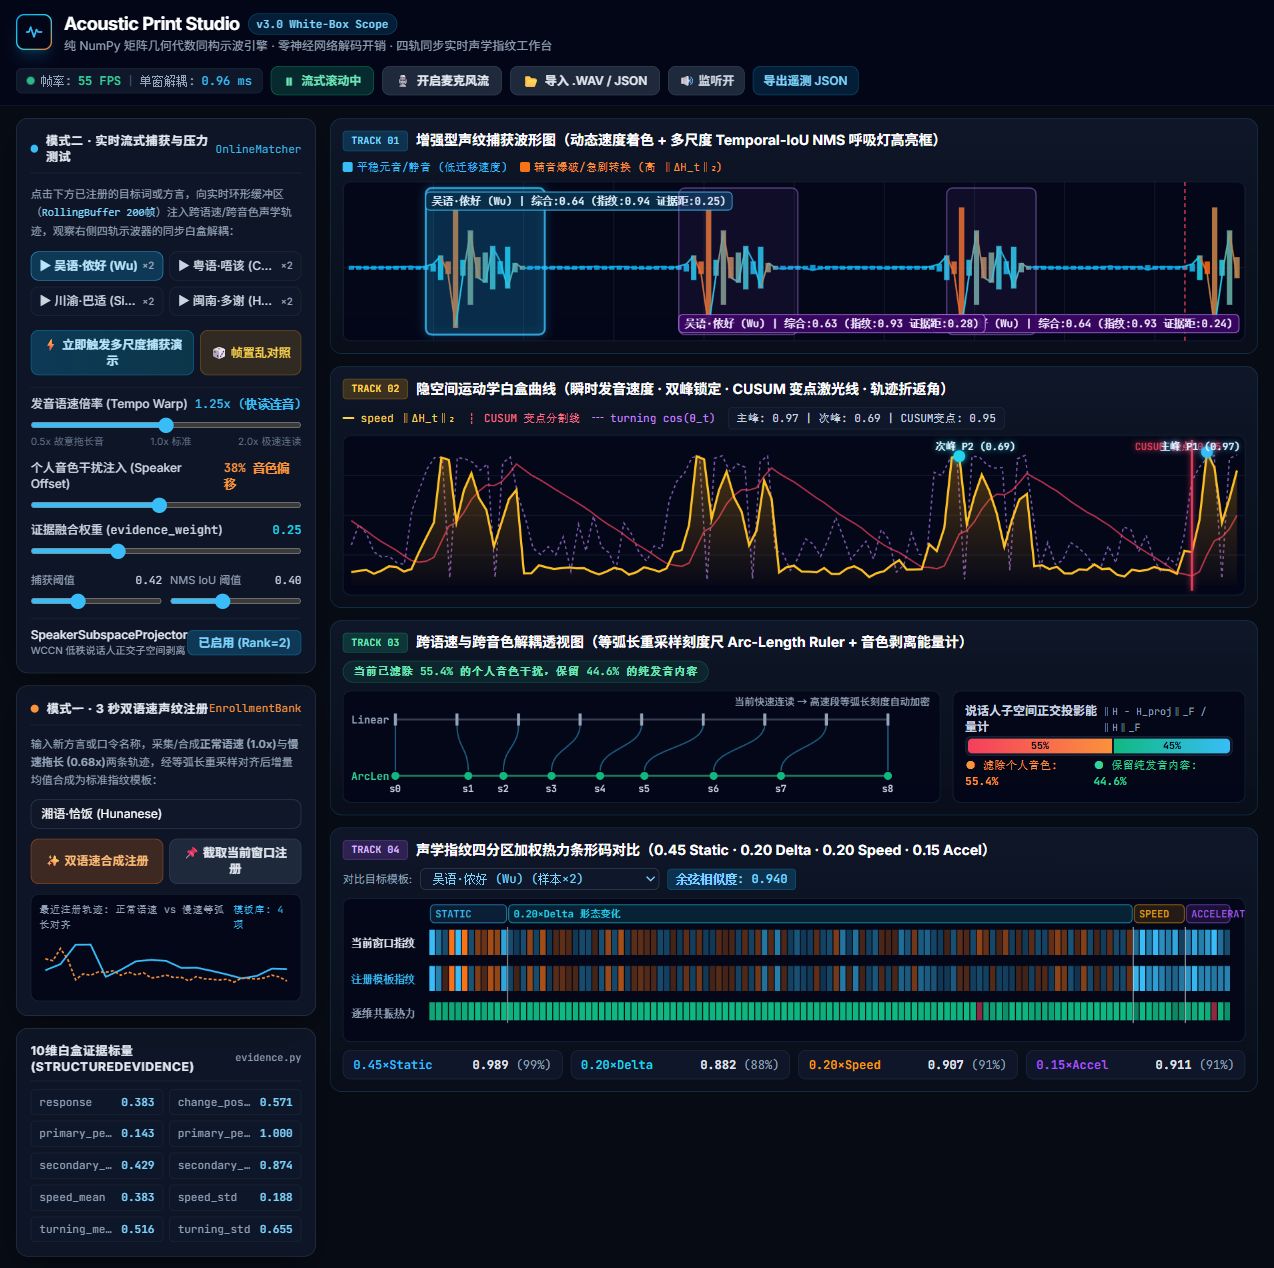 Acoustic Print Studio v3.0 White-Box Scope
纯 NumPy 矩阵几何代数同构示波引擎 · 零神经网络解码开销 · 四轨同步实时声学指纹工作台
帧率: 55 FPS | 单窗解耦: 0.96 ms
流式滚动中
开启麦克风流
导入 .WAV / JSON
监听开
导出遥测 JSON
模式二 · 实时流式捕获与压力
测试
OnlineMatcher
点击下方已注册的目标词或方言，向实时环形缓冲区
（RollingBuffer 200帧）注入跨语速/跨音色声学轨
迹，观察右侧四轨示波器的同步白盒解耦：
▶ 吴语·侬好 (Wu) ×2
▶ 粤语·唔该 (C... ×2
▶ 川渝·巴适 (Si... ×2
▶ 闽南·多谢 (H... ×2
立即触发多尺度捕获演
示
帧置乱对照
发音语速倍率 (Tempo Warp) 1.25x (快读连音)
0.5x 故意拖长音 1.0x 标准 2.0x 极速连读
个人音色干扰注入 (Speaker
Offset)
38% 音色偏
移
证据融合权重 (evidence_weight) 0.25
捕获阈值 0.42 NMS IoU 阈值 0.40
SpeakerSubspaceProjector
WCCN 低秩说话人正交子空间剥离
已启用 (Rank=2)
模式一 · 3 秒双语速声纹注册 EnrollmentBank
输入新方言或口令名称，采集/合成正常语速 (1.0x)与慢
速拖长 (0.68x)两条轨迹，经等弧长重采样对齐后增量
均值合成为标准指纹模板：
湘语·恰饭 (Hunanese)
双语速合成注册
截取当前窗口注
册
最近注册轨迹: 正常语速 vs 慢速等弧
长对齐
模板库: 4
项
10维白盒证据标量
(STRUCTUREDEVIDENCE)
evidence.py
response 0.383
change_pos… 0.571
primary_pe… 0.143
primary_pe… 1.000
secondary_… 0.429
secondary_… 0.874
speed_mean 0.383
speed_std 0.188
turning_me… 0.516
turning_std 0.655
TRACK 01 增强型声纹捕获波形图（动态速度着色 + 多尺度 Temporal-IoU NMS 呼吸灯高亮框）
平稳元音/静音 (低迁移速度) 辅音爆破/急剧转换 (高 ‖ΔH_t‖₂)
吴语·侬好 (Wu) | 综合:0.64 (指纹:0.94 证据距:0.25)
吴语·侬好 (Wu) | 综合:0.63 (指纹:0.93 证据距:0.28)
(Wu) | 综合:0.64 (指纹:0.93 证据距:0.24)
TRACK 02 隐空间运动学白盒曲线（瞬时发音速度 · 双峰锁定 · CUSUM 变点激光线 · 轨迹折返角）
speed ‖ΔH_t‖₂ ¦ CUSUM 变点分割线 --- turning cos(θ_t) 主峰: 0.97 | 次峰: 0.69 | CUSUM变点: 0.95
次峰 P2 (0.69)
主峰 P1 (0.97)
TRACK 03 跨语速与跨音色解耦透视图（等弧长重采样刻度尺 Arc-Length Ruler + 音色剥离能量计）
当前已滤除 55.4% 的个人音色干扰，保留 44.6% 的纯发音内容
当前快速连读 → 高速段等弧长刻度自动加密
Linear
ArcLen
s0 s1 s2 s3 s4 s5 s6 s7 s8
说话人子空间正交投影能
量计
‖H - H_proj‖_F /
‖H‖_F
55% 45%
滤除个人音色:
55.4%
保留纯发音内容:
44.6%
TRACK 04 声学指纹四分区加权热力条形码对比（0.45 Static · 0.20 Delta · 0.20 Speed · 0.15 Accel）
对比目标模板: 吴语·侬好 (Wu) (样本×2) 余弦相似度: 0.940
STATIC 0.20×Delta 形态变化 SPEED ACCELERAT
当前窗口指纹
注册模板指纹
逐维共振热力
0.45×Static 0.989 (99%)
0.20×Delta 0.882 (88%)
0.20×Speed 0.907 (91%)
0.15×Accel 0.911 (91%)